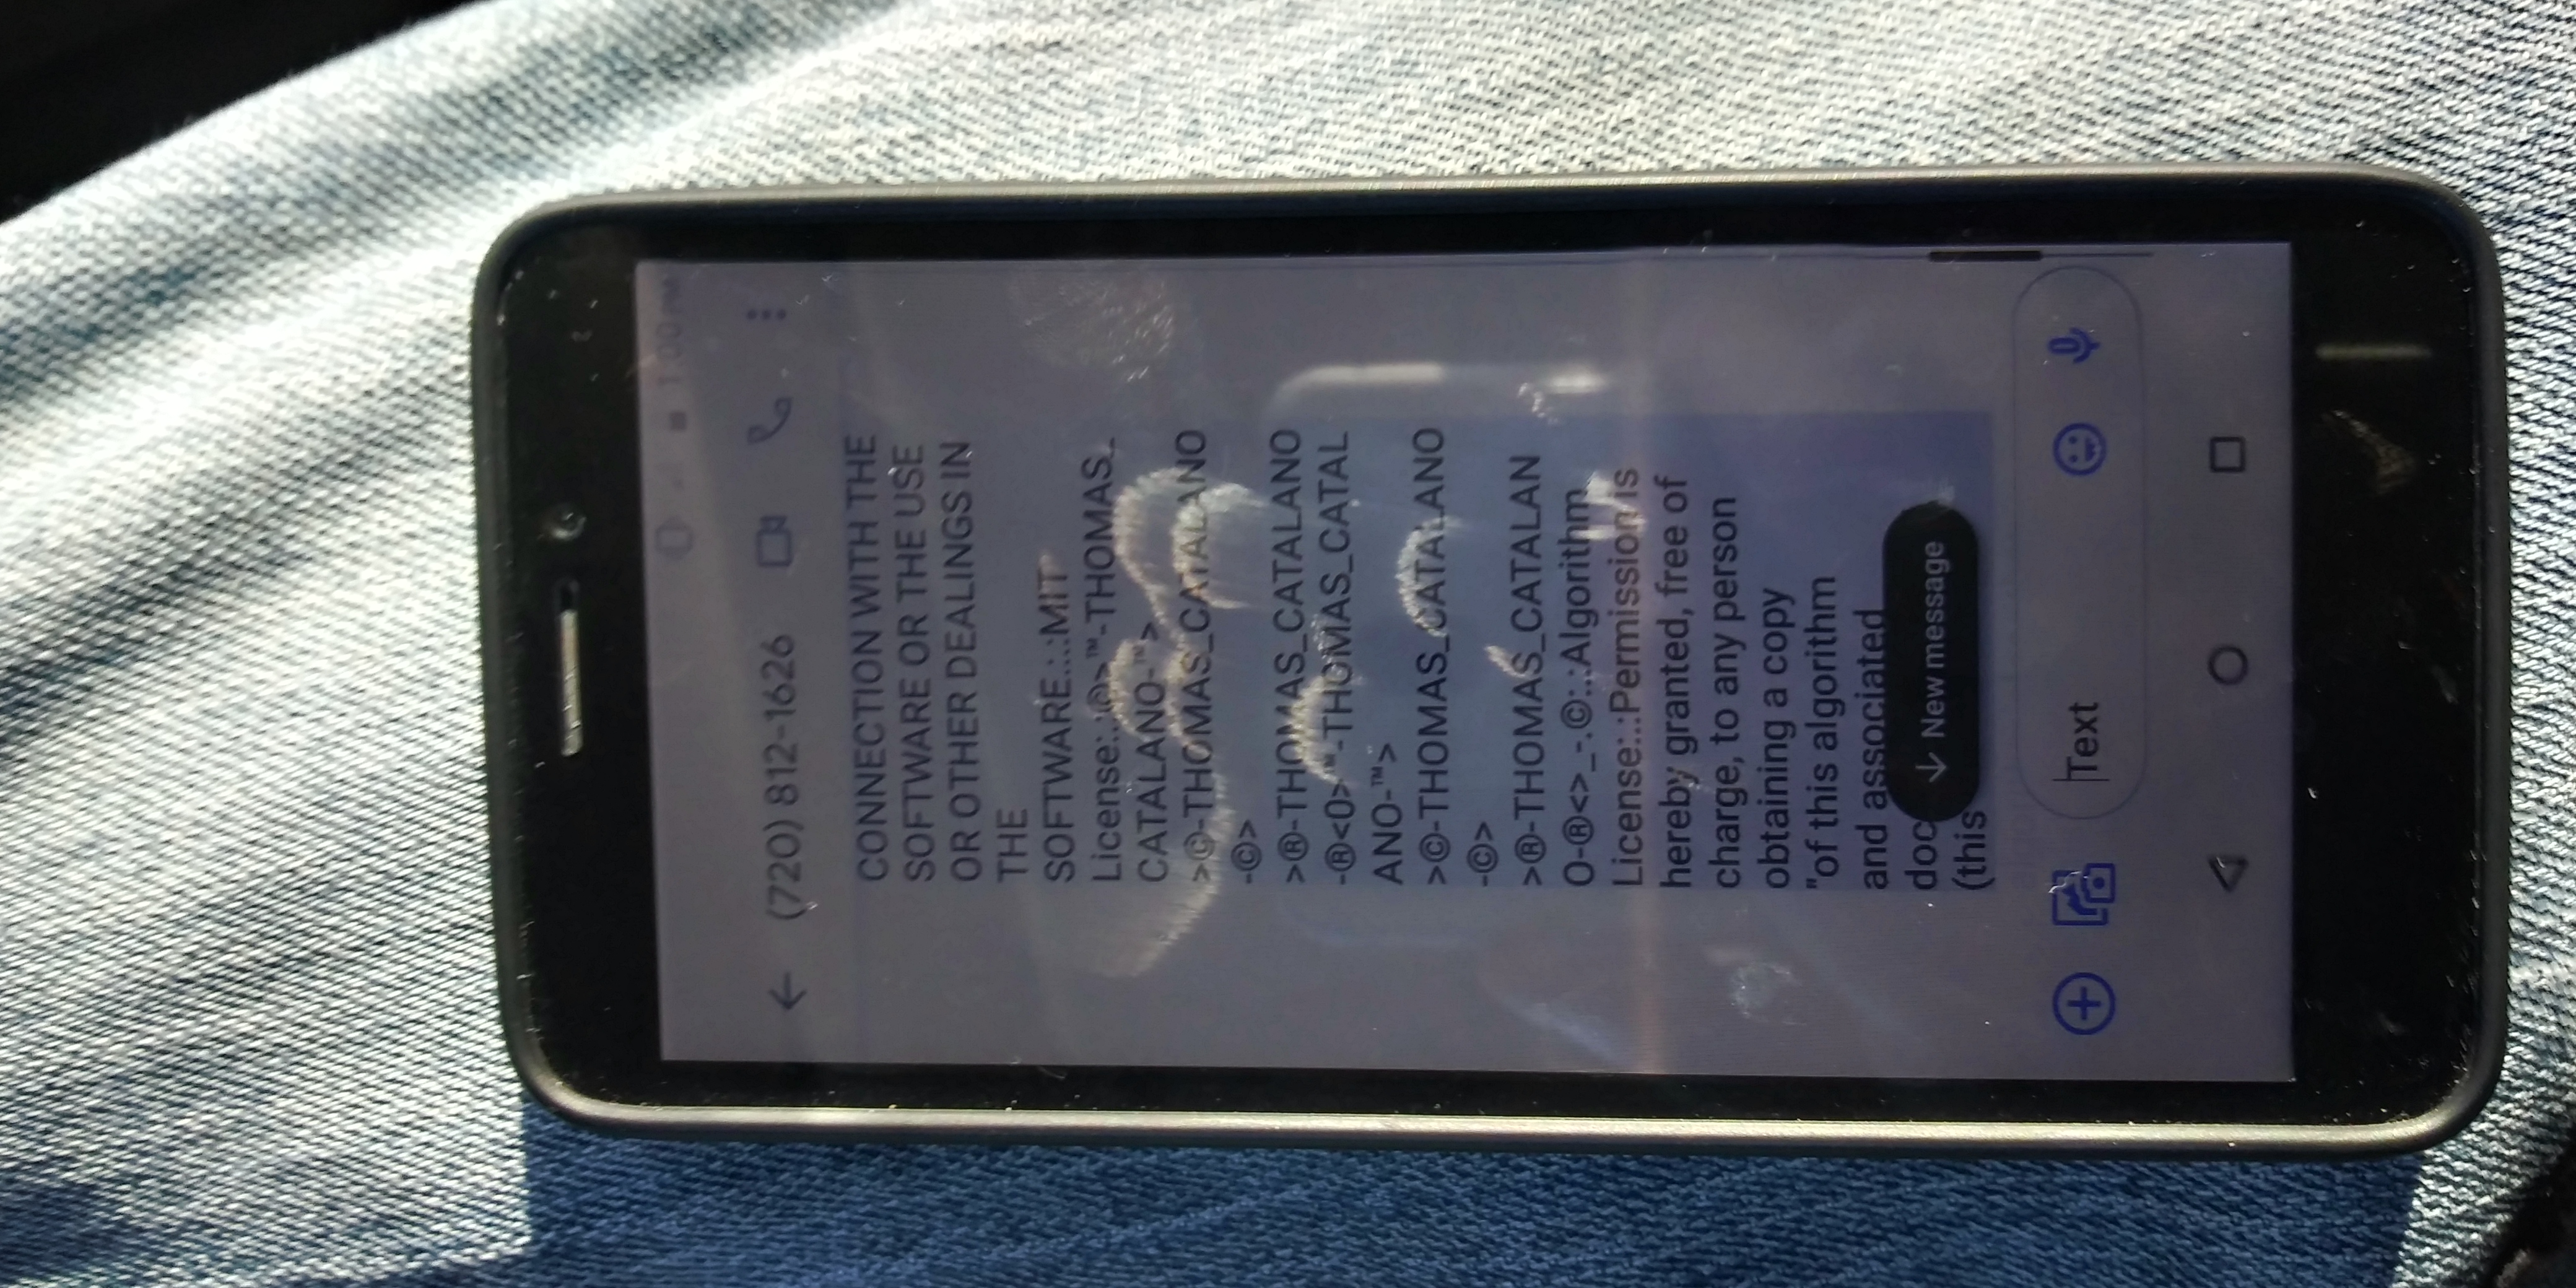 1:00 PM
(720) 812-1626
CONNECTION WITH THE
SOFTWARE OR THE USE
OR OTHER DEALINGS IN
THE
SOFTWARE.:.:MIT
License:.:©>™-THOMAS_
CATALANO-™>
>©-THOMAS_CATALANO
-©>
>®-THOMAS_CATALANO
-®<0>™-THOMAS_CATAL
ANO-™>
>©-THOMAS_CATALANO
-©>
>®-THOMAS_CATALAN
O-®<>_-.©:.:Algorithm
License:.:Permission is
hereby granted, free of
charge, to any person
obtaining a copy
"of this algorithm
and associated
doc
(this
↓ New message
Text